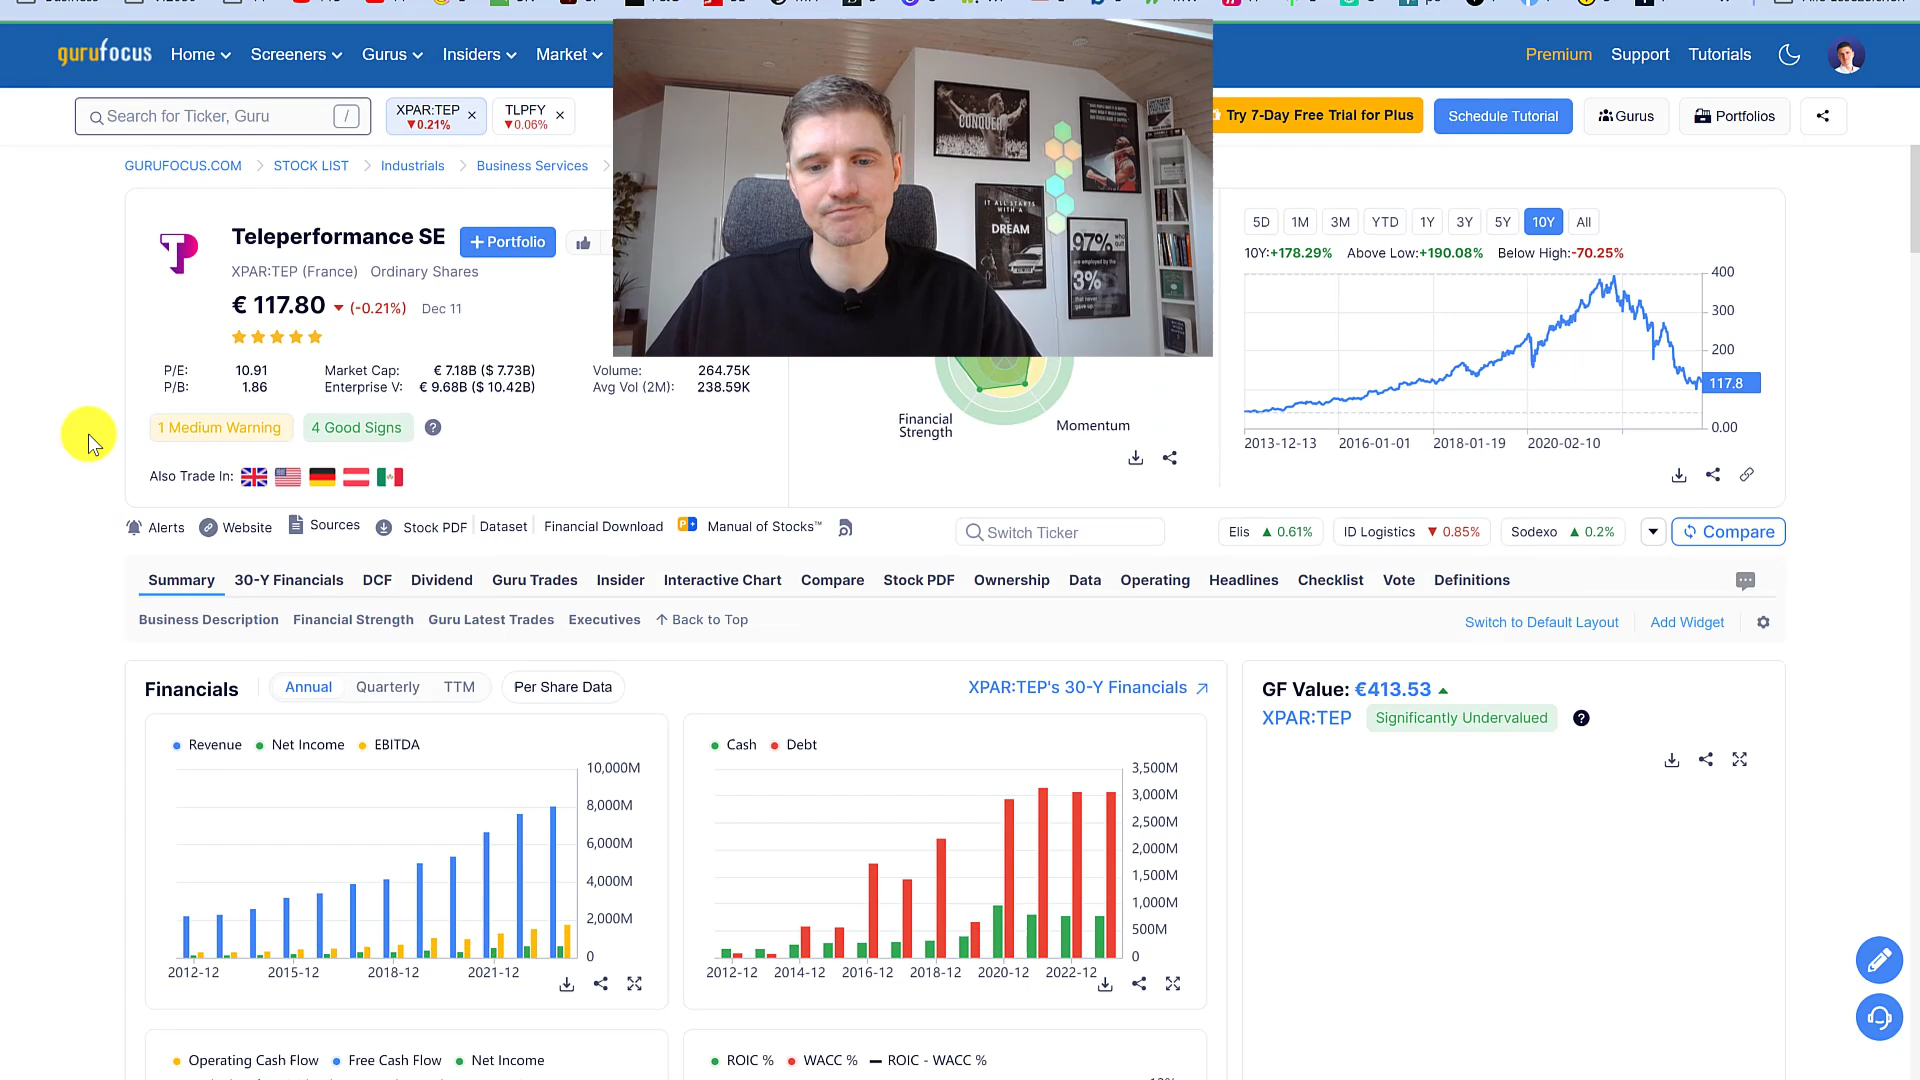 gurufocus Home Screeners Gurus Insiders Market Premium Support Tutorials
Search for Ticker, Guru /
XPAR:TEP ×
▼0.21%
TLPFY ×
▼0.06%
Try 7-Day Free Trial for Plus
Schedule Tutorial
Gurus
Portfolios
GURUFOCUS.COM > STOCK LIST > Industrials > Business Services >
CONQUER
IT ALL STARTS
WITH A
DREAM
97%
3%
Teleperformance SE
+ Portfolio
XPAR:TEP (France) Ordinary Shares
€ 117.80 (-0.21%) Dec 11
P/E: 10.91 Market Cap: € 7.18B ($ 7.73B) Volume: 264.75K
P/B: 1.86 Enterprise V: € 9.68B ($ 10.42B) Avg Vol (2M): 238.59K
1 Medium Warning 4 Good Signs ?
Also Trade In:
Financial
Strength
Momentum
5D 1M 3M YTD 1Y 3Y 5Y 10Y All
10Y:+178.29% Above Low:+190.08% Below High:-70.25%
400
300
200
117.8
0.00
2013-12-13 2016-01-01 2018-01-19 2020-02-10
Alerts Website Sources Stock PDF Dataset Financial Download P+ Manual of Stocks™
Switch Ticker
Elis ▲ 0.61% ID Logistics ▼ 0.85% Sodexo ▲ 0.2%
Compare
Summary 30-Y Financials DCF Dividend Guru Trades Insider Interactive Chart Compare Stock PDF Ownership Data Operating Headlines Checklist Vote Definitions
Business Description Financial Strength Guru Latest Trades Executives ↑ Back to Top
Switch to Default Layout Add Widget
Financials Annual Quarterly TTM Per Share Data
XPAR:TEP's 30-Y Financials
Revenue Net Income EBITDA
10,000M
8,000M
6,000M
4,000M
2,000M
0
2012-12 2015-12 2018-12 2021-12
Cash Debt
3,500M
3,000M
2,500M
2,000M
1,500M
1,000M
500M
0
2012-12 2014-12 2016-12 2018-12 2020-12 2022-12
GF Value: €413.53
XPAR:TEP Significantly Undervalued ?
Operating Cash Flow Free Cash Flow Net Income
ROIC % WACC % ROIC - WACC %